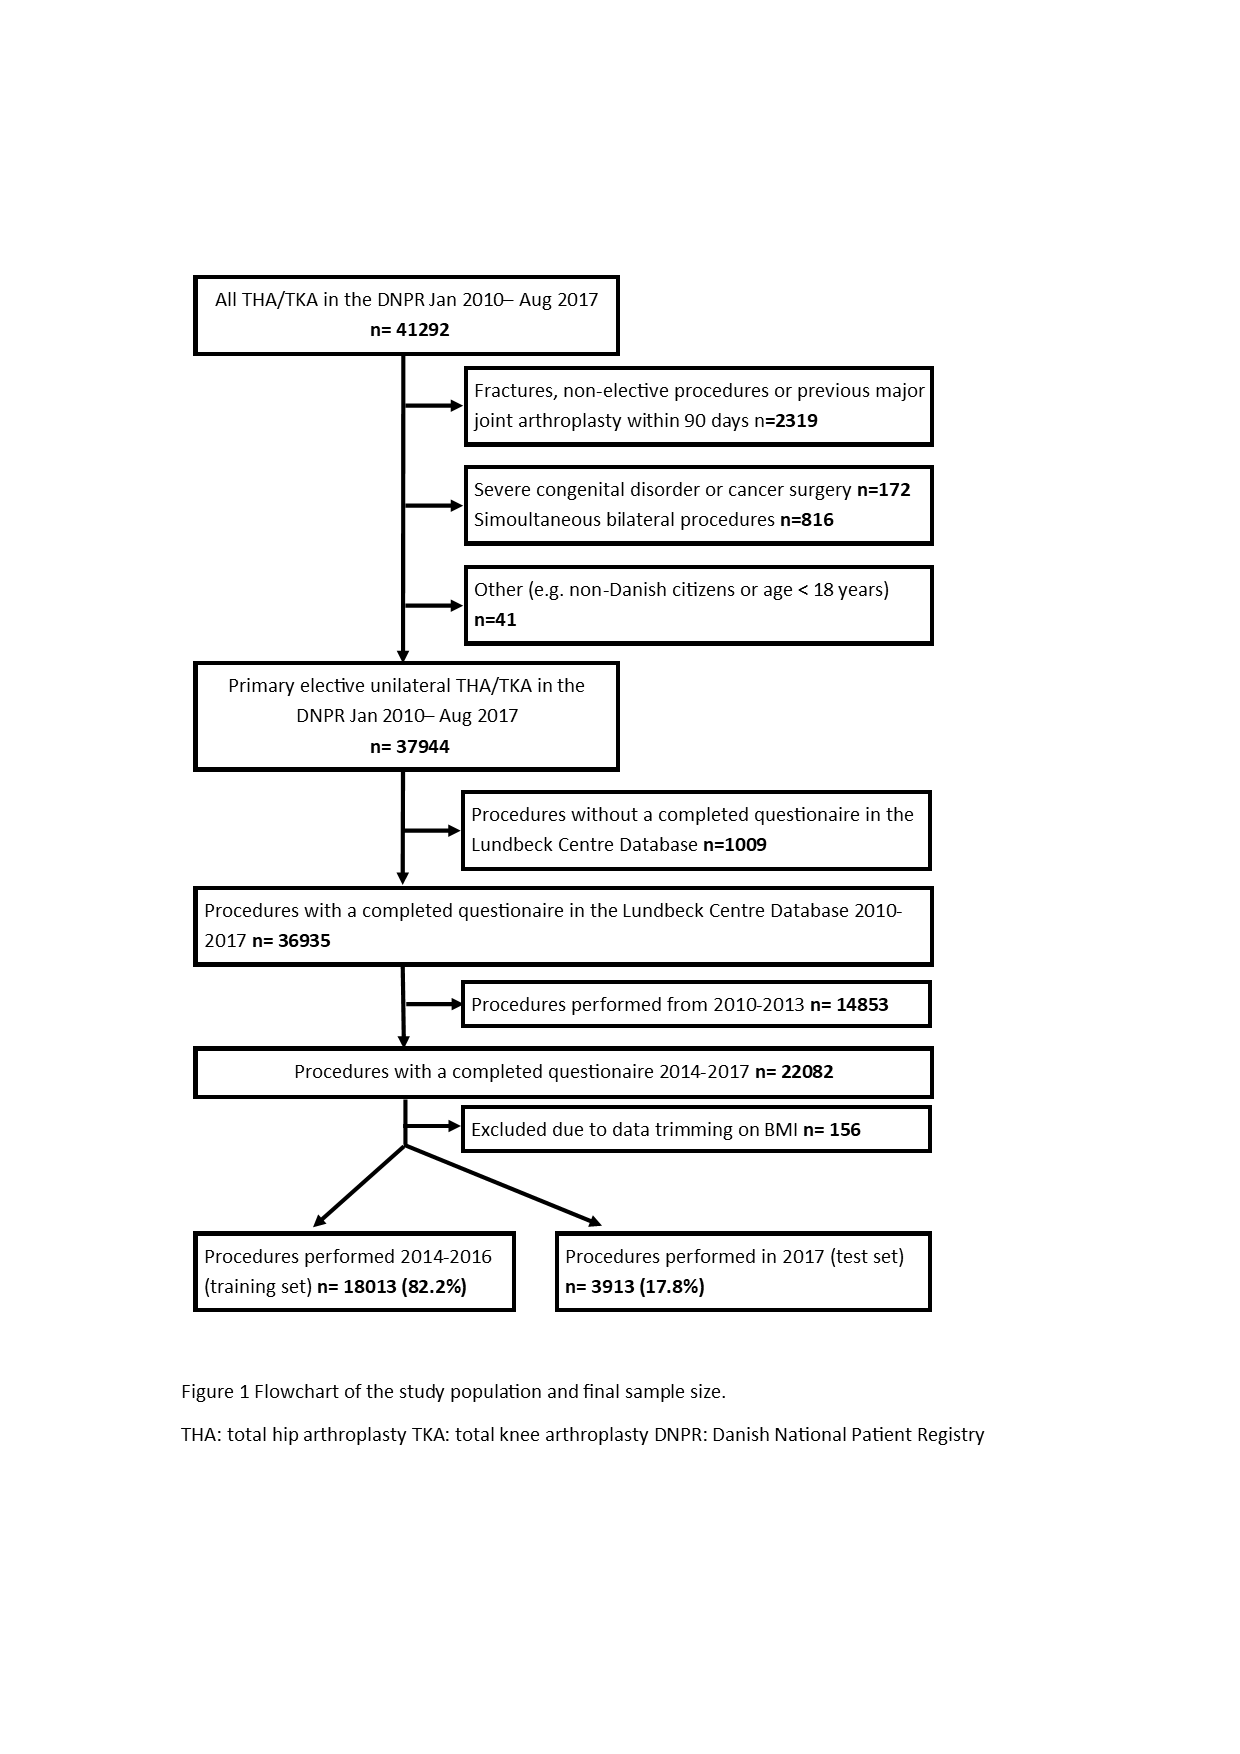 All THA/TKA in the DNPR Jan 2010– Aug 2017
n= 41292
Fractures, non-elective procedures or previous major
joint arthroplasty within 90 days n=2319
Severe congenital disorder or cancer surgery n=172
Simoultaneous bilateral procedures n=816
Other (e.g. non-Danish citizens or age < 18 years)
n=41
Primary elective unilateral THA/TKA in the
DNPR Jan 2010– Aug 2017
n= 37944
Procedures without a completed questionaire in the
Lundbeck Centre Database n=1009
Procedures with a completed questionaire in the Lundbeck Centre Database 2010-
2017 n= 36935
Procedures performed from 2010-2013 n= 14853
Procedures with a completed questionaire 2014-2017 n= 22082
Excluded due to data trimming on BMI n= 156
Procedures performed 2014-2016
(training set) n= 18013 (82.2%)
Procedures performed in 2017 (test set)
n= 3913 (17.8%)
Figure 1 Flowchart of the study population and final sample size.
THA: total hip arthroplasty TKA: total knee arthroplasty DNPR: Danish National Patient Registry